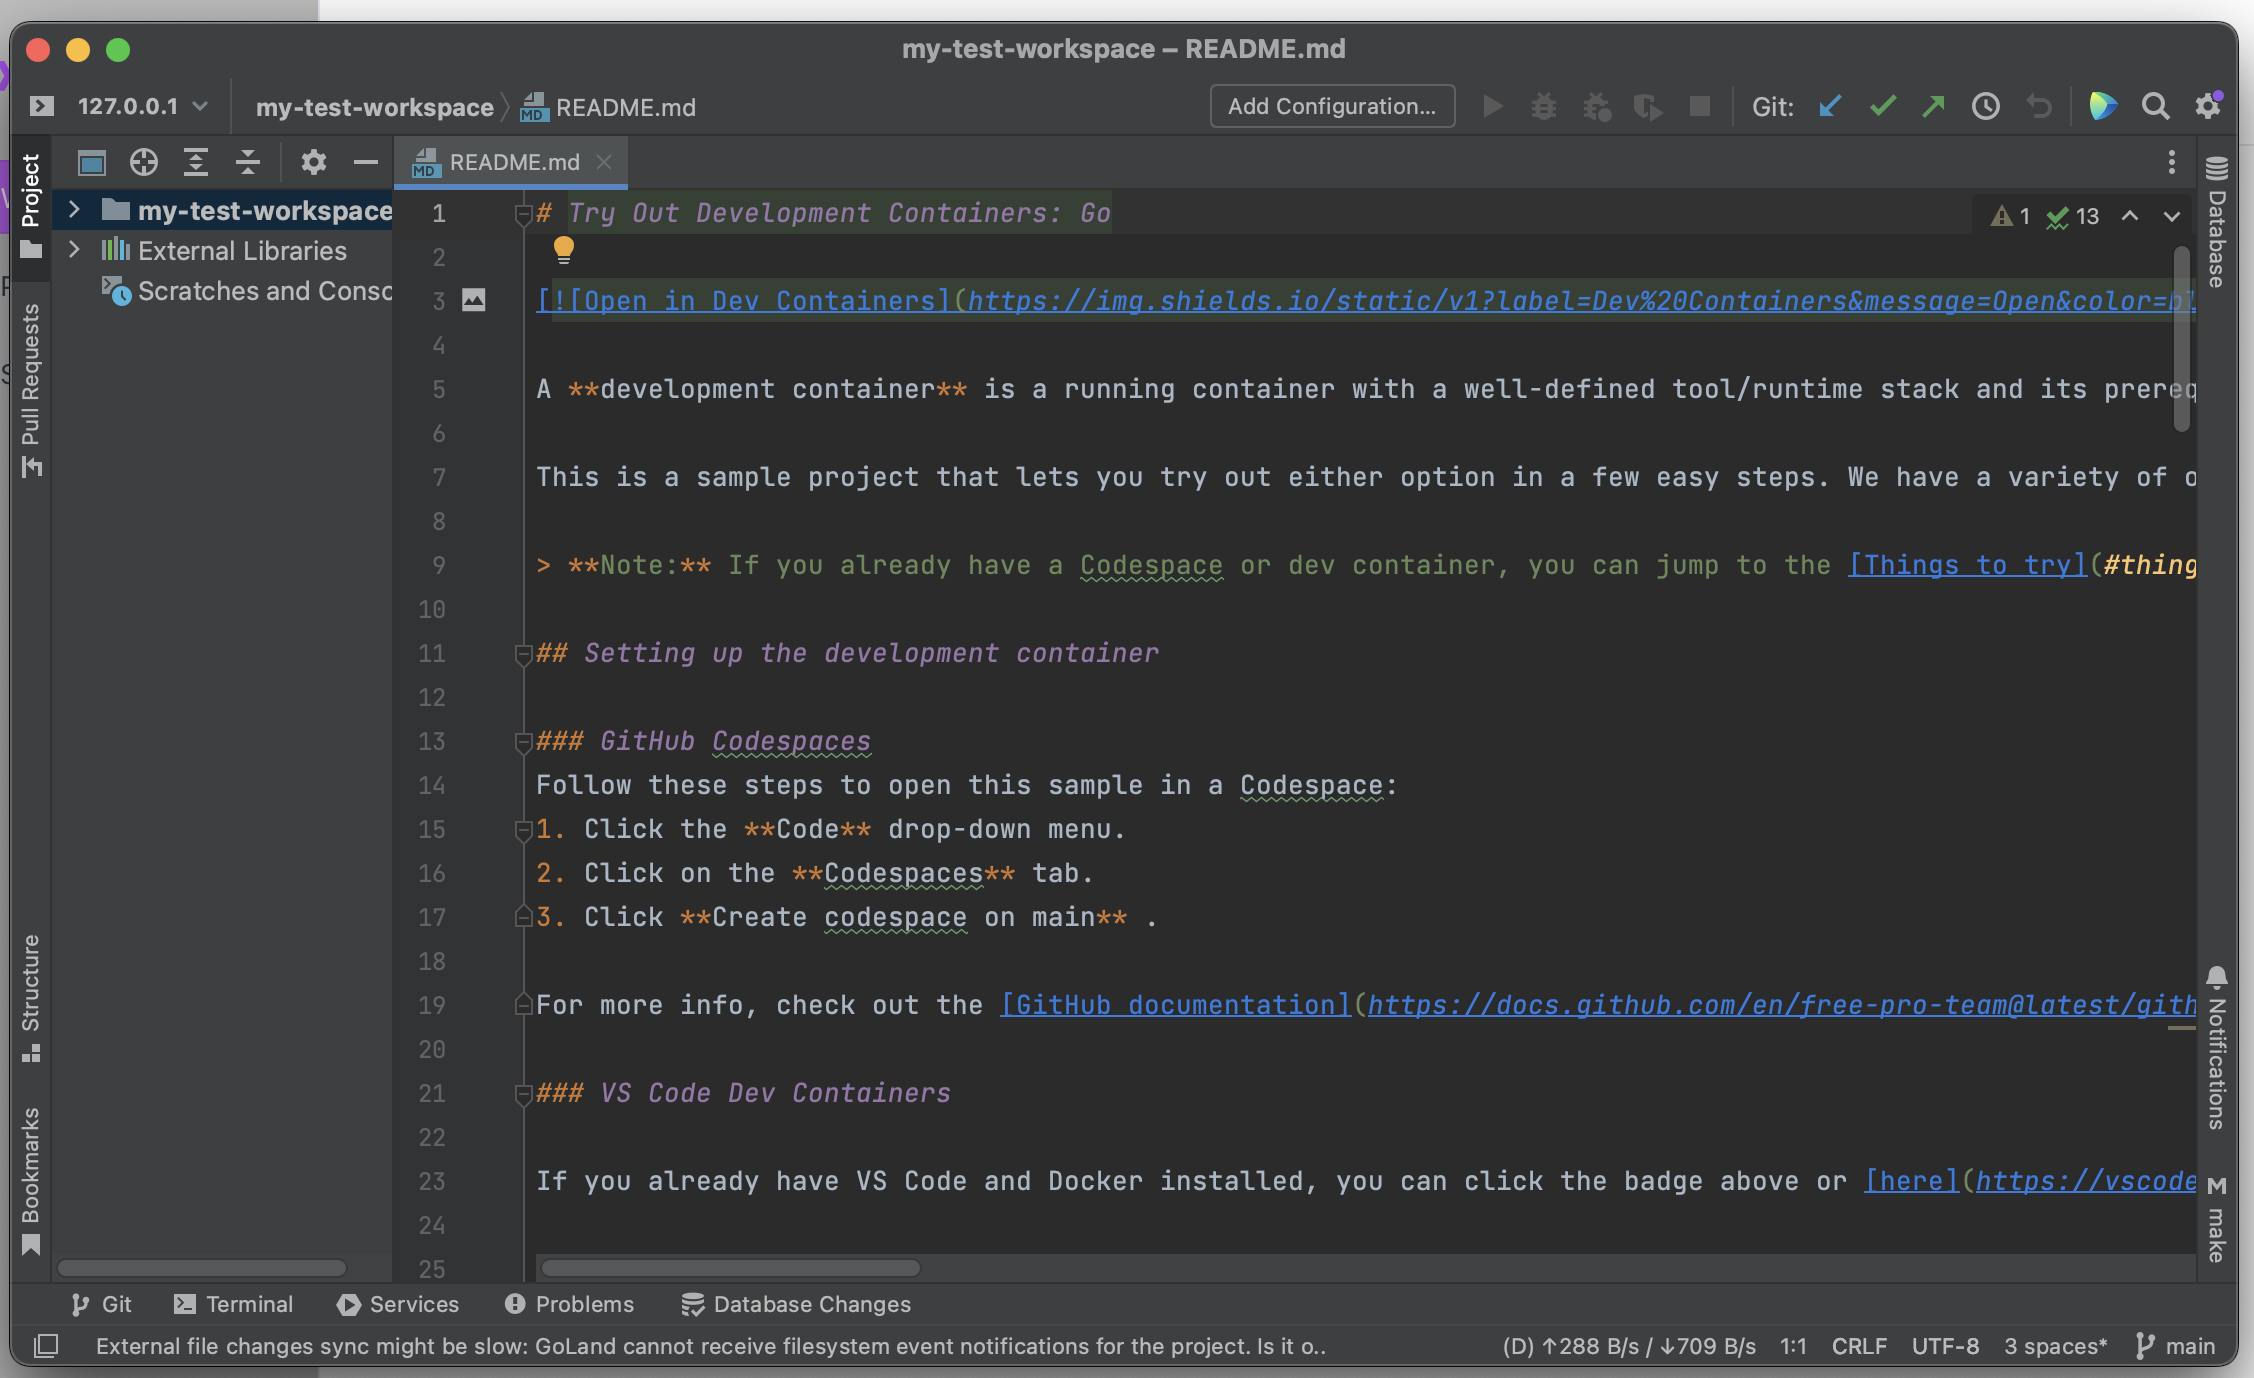 my-test-workspace – README.md
127.0.0.1
my-test-workspace README.md
Add Configuration...
Git:
Project
README.md
my-test-workspace
External Libraries
Scratches and Consc
Pull Requests
Structure
Bookmarks
1 # Try Out Development Containers: Go
1 13
2
3 [![Open in Dev Containers](https://img.shields.io/static/v1?label=Dev%20Containers&message=Open&color=bl
4
5 A **development container** is a running container with a well-defined tool/runtime stack and its prereq
6
7 This is a sample project that lets you try out either option in a few easy steps. We have a variety of o
8
9 > **Note:** If you already have a Codespace or dev container, you can jump to the [Things to try](#thing
10
11 ## Setting up the development container
12
13 ### GitHub Codespaces
14 Follow these steps to open this sample in a Codespace:
15 1. Click the **Code** drop-down menu.
16 2. Click on the **Codespaces** tab.
17 3. Click **Create codespace on main** .
18
19 For more info, check out the [GitHub documentation](https://docs.github.com/en/free-pro-team@latest/gith
20
21 ### VS Code Dev Containers
22
23 If you already have VS Code and Docker installed, you can click the badge above or [here](https://vscode
24
25
Database
Notifications
make
Git
Terminal
Services
Problems
Database Changes
External file changes sync might be slow: GoLand cannot receive filesystem event notifications for the project. Is it o..
(D) ↑288 B/s / ↓709 B/s 1:1 CRLF UTF-8 3 spaces* main